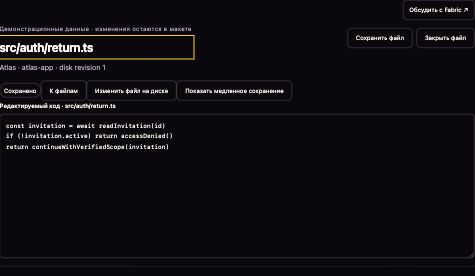 Обсудить с Fabric ↗
Демонстрационные данные · изменения остаются в макете
src/auth/return.ts
Сохранить файл
Закрыть файл
Atlas · atlas-app · disk revision 1
Сохранено
К файлам
Изменить файл на диске
Показать медленное сохранение
Редактируемый код · src/auth/return.ts
const invitation = await readInvitation(id)
if (!invitation.active) return accessDenied()
return continueWithVerifiedScope(invitation)